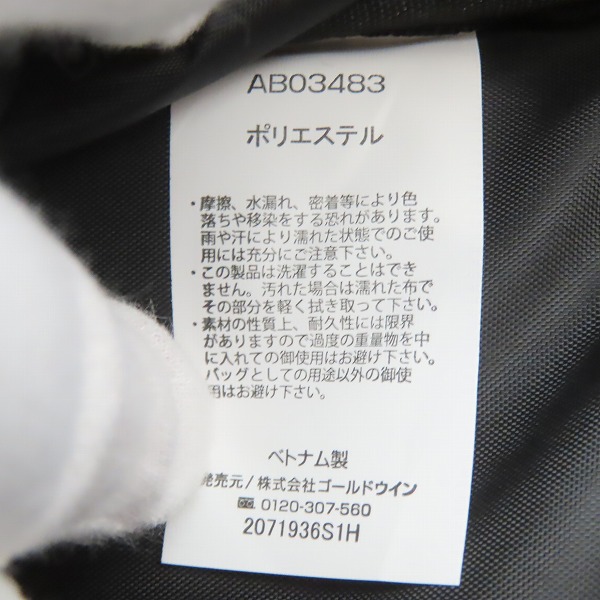 AB03483
ポリエステル
・摩擦、水漏れ、密着等により色
落ちや移染をする恐れがあります。
雨や汗により濡れた状態でのご使
用には充分にご注意下さい。
・この製品は洗濯することはでき
ません。汚れた場合は濡れた布で
その部分を軽く拭き取って下さい。
・素材の性質上、耐久性には限界
がありますので過度の重量物を中
に入れての御使用はお避け下さい。
バッグとしての用途以外の御使
用はお避け下さい。
ベトナム製
発売元/株式会社ゴールドウイン
0120-307-560
2071936S1H